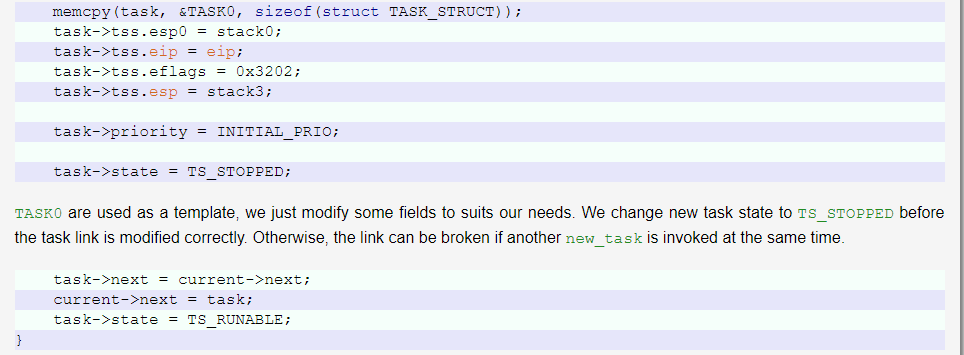 memcpy(task, &TASK0, sizeof(struct TASK_STRUCT));
task->tss.esp0 = stack0;
task->tss.eip = eip;
task->tss.eflags = 0x3202;
task->tss.esp = stack3;
task->priority = INITIAL_PRIO;
task->state = TS_STOPPED;
TASK0 are used as a template, we just modify some fields to suits our needs. We change new task state to TS_STOPPED before
the task link is modified correctly. Otherwise, the link can be broken if another new_task is invoked at the same time.
task->next = current->next;
current->next = task;
task->state = TS_RUNABLE;
}